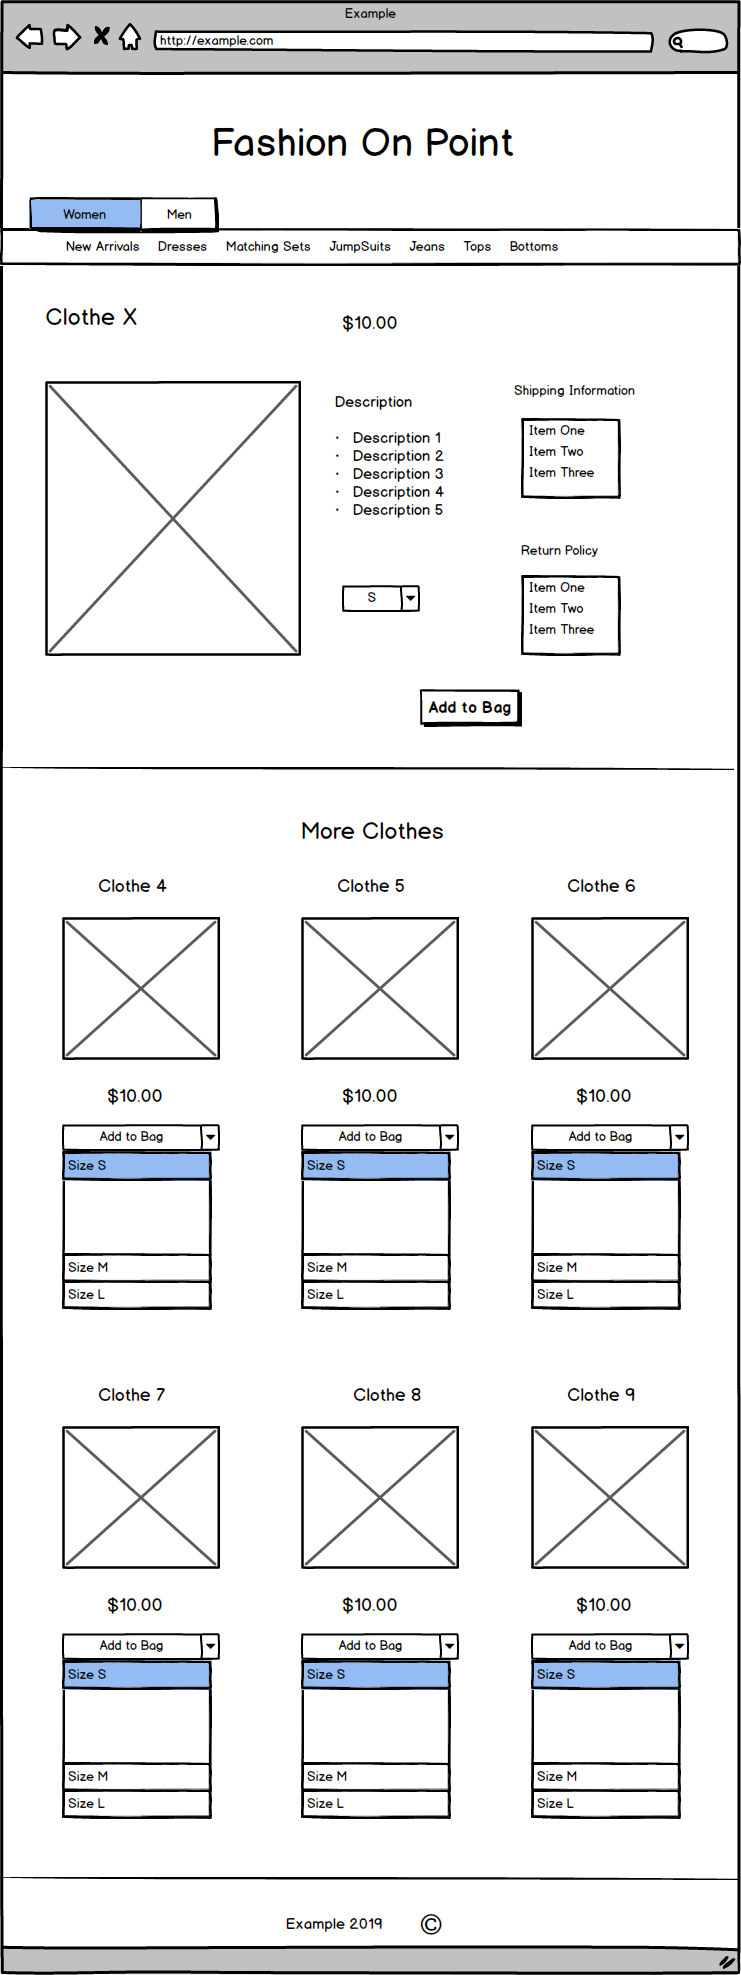 Example
http://example.com
Fashion On Point
Women Men
New Arrivals Dresses Matching Sets JumpSuits Jeans Tops Bottoms
Clothe X $10.00
Description
• Description 1
• Description 2
• Description 3
• Description 4
• Description 5
S
Shipping Information
Item One
Item Two
Item Three
Return Policy
Item One
Item Two
Item Three
Add to Bag
More Clothes
Clothe 4 Clothe 5 Clothe 6
$10.00 $10.00 $10.00
Add to Bag Add to Bag Add to Bag
Size S Size S Size S
Size M Size M Size M
Size L Size L Size L
Clothe 7 Clothe 8 Clothe 9
$10.00 $10.00 $10.00
Add to Bag Add to Bag Add to Bag
Size S Size S Size S
Size M Size M Size M
Size L Size L Size L
Example 2019 ©